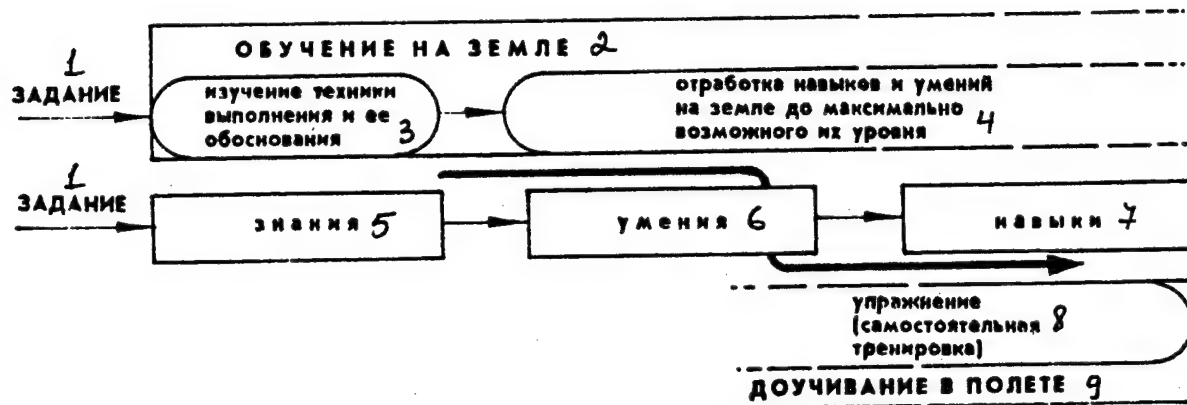 ОБУЧЕНИЕ НА ЗЕМЛЕ 2
1
ЗАДАНИЕ
изучение техники
выполнения и ее
обоснования 3
отработка навыков и умений
на земле до максимально
возможного их уровня 4
1
ЗАДАНИЕ
знания 5
умения 6
навыки 7
упражнение
(самостоятельная 8
тренировка)
ДОУЧИВАНИЕ В ПОЛЕТЕ 9